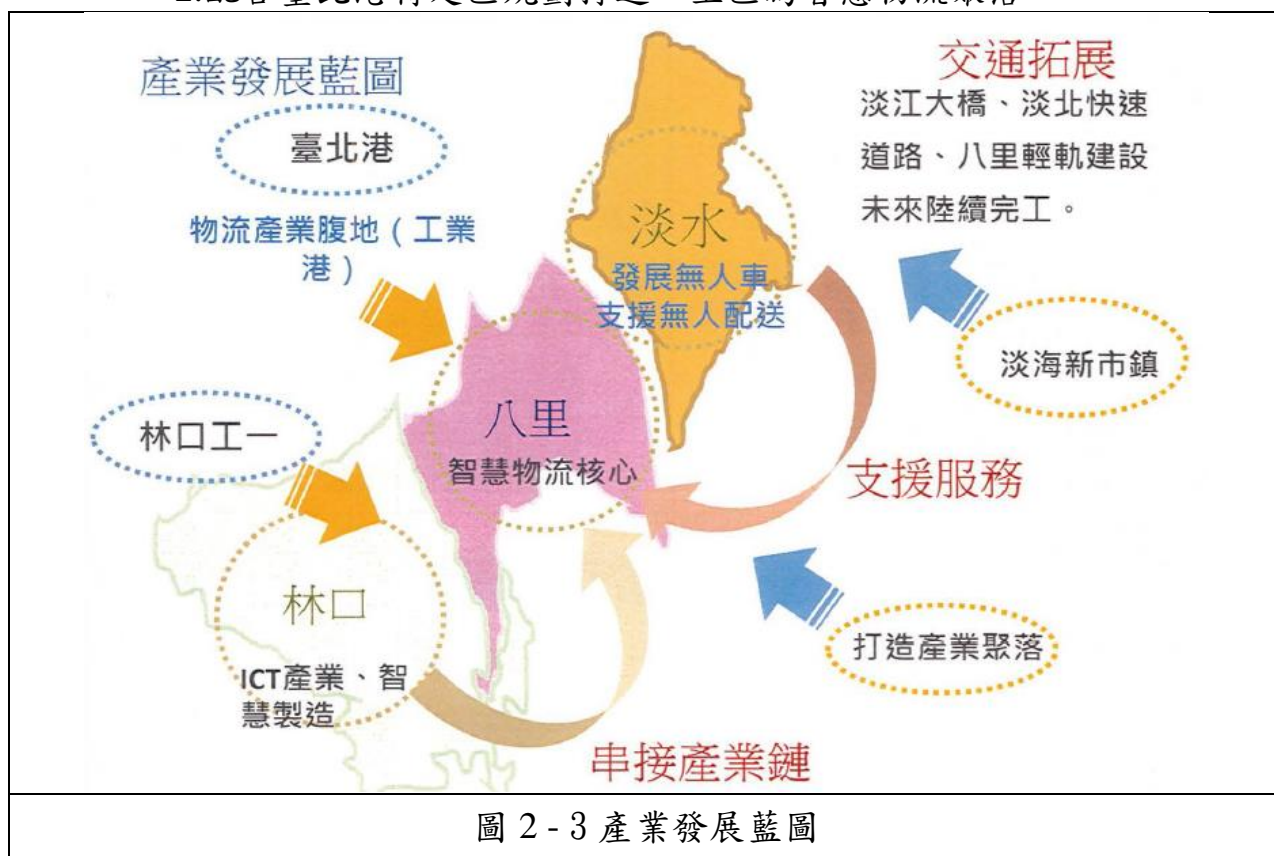 產業發展藍圖
臺北港
物流產業腹地（工業
港）
交通拓展
淡江大橋、淡北快速
道路、八里輕軌建設
未來陸續完工。
淡水
發展無人車
支援無人配送
淡海新市鎮
林口工一
八里
智慧物流核心
支援服務
林口
ICT產業、智
慧製造
打造產業聚落
串接產業鏈
圖 2 - 3 產業發展藍圖